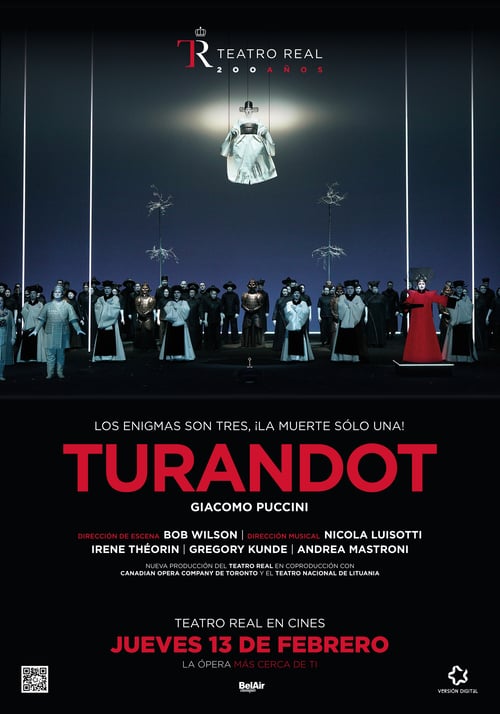 TR TEATRO REAL
200 AÑOS
LOS ENIGMAS SON TRES, ¡LA MUERTE SÓLO UNA!
TURANDOT
GIACOMO PUCCINI
DIRECCIÓN DE ESCENA BOB WILSON | DIRECCIÓN MUSICAL NICOLA LUISOTTI
IRENE THÉORIN | GREGORY KUNDE | ANDREA MASTRONI
NUEVA PRODUCCIÓN DEL TEATRO REAL EN COPRODUCCIÓN CON
CANADIAN OPERA COMPANY DE TORONTO Y EL TEATRO NACIONAL DE LITUANIA
TEATRO REAL EN CINES
JUEVES 13 DE FEBRERO
LA ÓPERA MÁS CERCA DE TI
BelAir
VERSIÓN DIGITAL